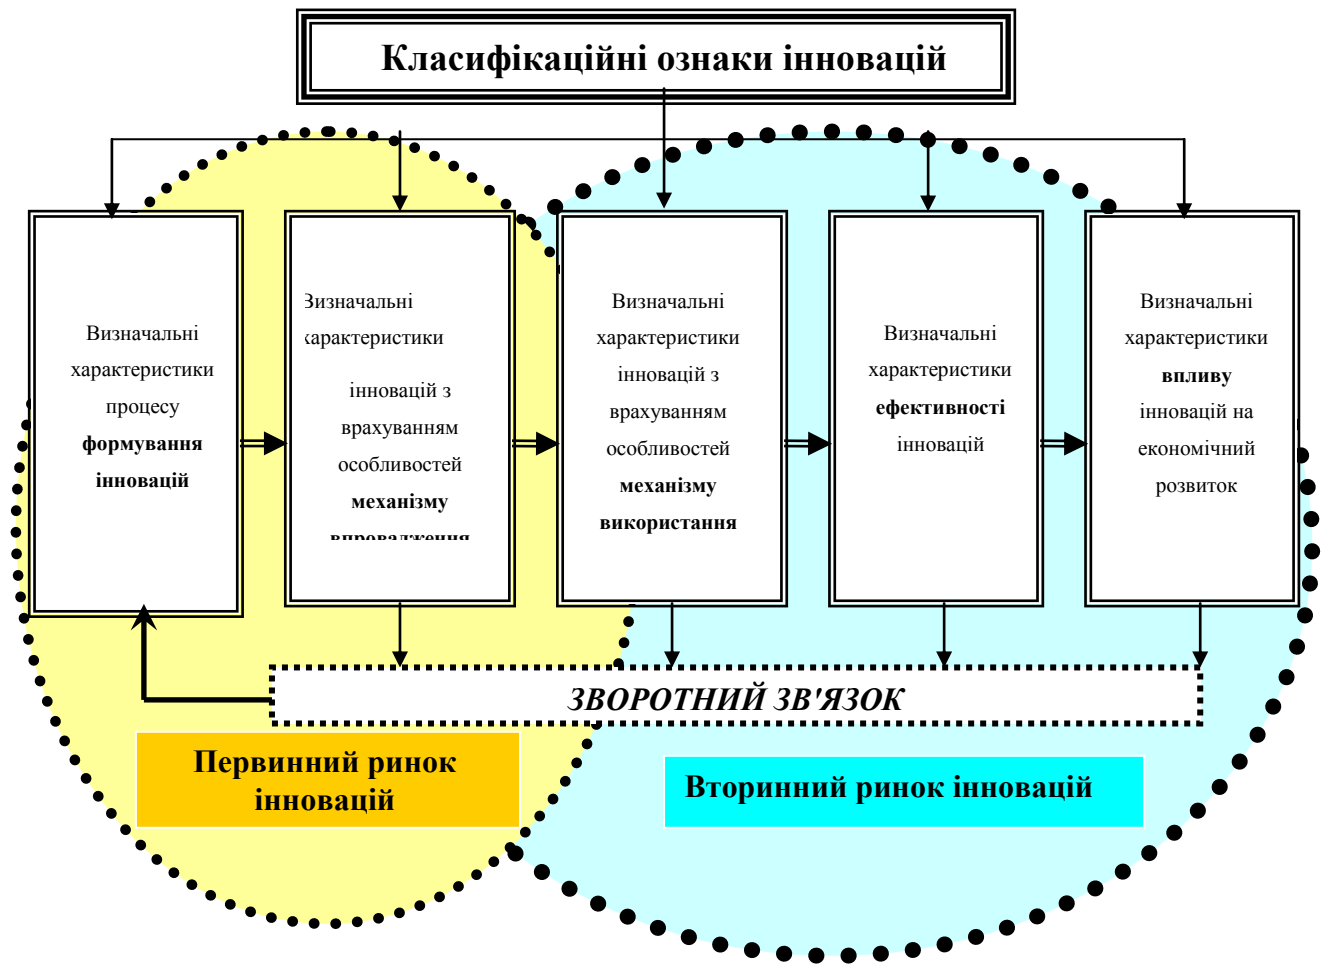 Класифікаційні ознаки інновацій
Визначальні
характеристики
процесу
формування
інновацій
Визначальні
характеристики
інновацій з
врахуванням
особливостей
механізму
впровадження
Визначальні
характеристики
інновацій з
врахуванням
особливостей
механізму
використання
Визначальні
характеристики
ефективності
інновацій
Визначальні
характеристики
впливу
інновацій на
економічний
розвиток
ЗВОРОТНИЙ ЗВ'ЯЗОК
Первинний ринок
інновацій
Вторинний ринок інновацій